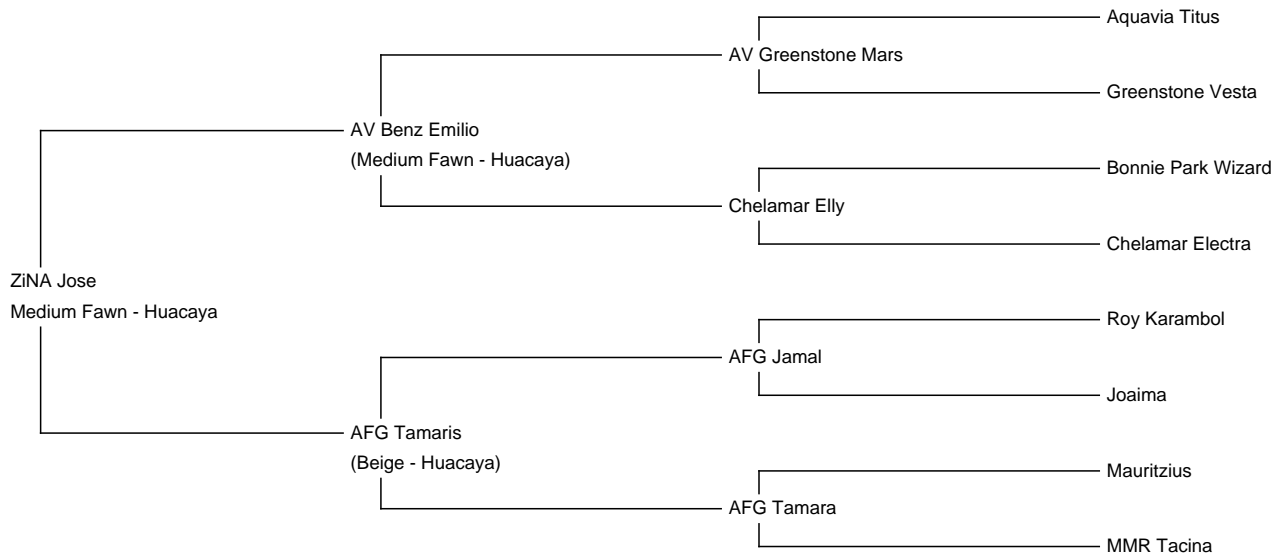 Aquavia Titus
AV Greenstone Mars
Greenstone Vesta
AV Benz Emilio
(Medium Fawn - Huacaya)
Bonnie Park Wizard
Chelamar Elly
Chelamar Electra
ZiNA Jose
Medium Fawn - Huacaya
Roy Karambol
AFG Jamal
Joaima
AFG Tamaris
(Beige - Huacaya)
Mauritzius
AFG Tamara
MMR Tacina